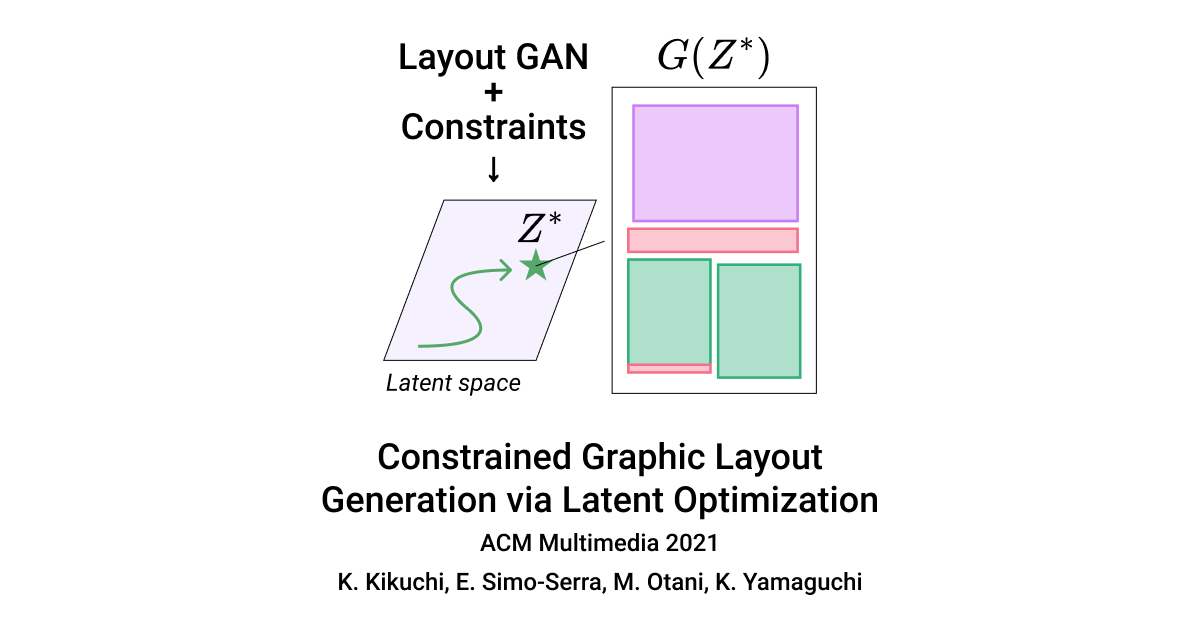 Layout GAN
+
Constraints
↓
G(Z*)
Z*
Latent space
Constrained Graphic Layout
Generation via Latent Optimization
ACM Multimedia 2021
K. Kikuchi, E. Simo-Serra, M. Otani, K. Yamaguchi